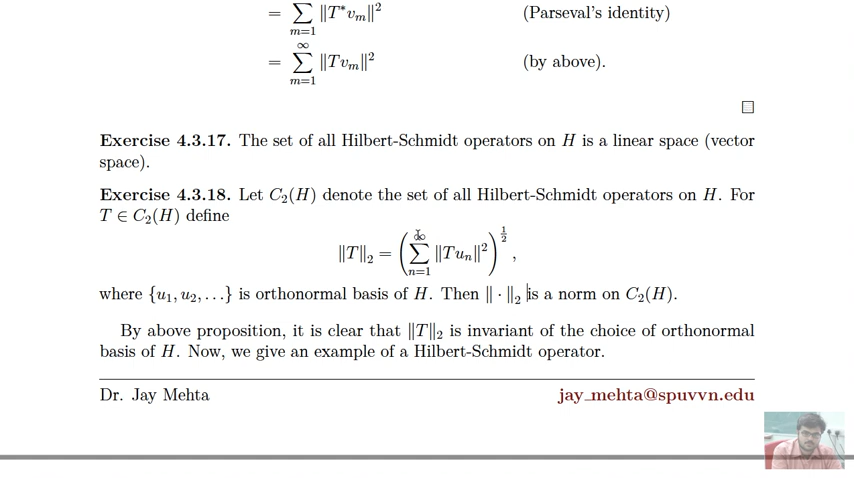 = ∑_{m=1} ‖T*v_m‖² (Parseval's identity)
= ∑_{m=1}^{∞} ‖Tv_m‖² (by above).
□
Exercise 4.3.17. The set of all Hilbert-Schmidt operators on H is a linear space (vector
space).
Exercise 4.3.18. Let C₂(H) denote the set of all Hilbert-Schmidt operators on H. For
T ∈ C₂(H) define
‖T‖₂ = (∑_{n=1}^{∞} ‖Tu_n‖²)^{1/2},
where {u₁, u₂, …} is orthonormal basis of H. Then ‖ · ‖₂ is a norm on C₂(H).
By above proposition, it is clear that ‖T‖₂ is invariant of the choice of orthonormal
basis of H. Now, we give an example of a Hilbert-Schmidt operator.
Dr. Jay Mehta jay_mehta@spuvvn.edu